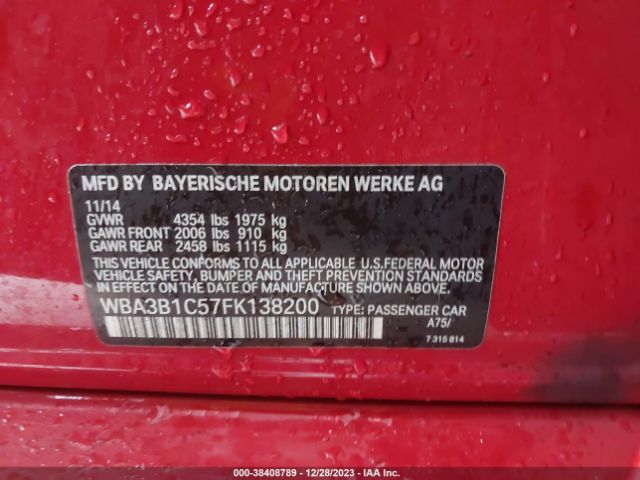 MFD BY BAYERISCHE MOTOREN WERKE AG
11/14
GVWR 4354 lbs 1975 kg
GAWR FRONT 2006 lbs 910 kg
GAWR REAR 2458 lbs 1115 kg
THIS VEHICLE CONFORMS TO ALL APPLICABLE U.S. FEDERAL MOTOR
VEHICLE SAFETY, BUMPER, AND THEFT PREVENTION STANDARDS
IN EFFECT ON THE DATE OF MANUFACTURE SHOWN ABOVE.
WBA3B1C57FK138200 TYPE: PASSENGER CAR
A75/
7 315 014
000-38408789 - 12/28/2023 - IAA Inc.